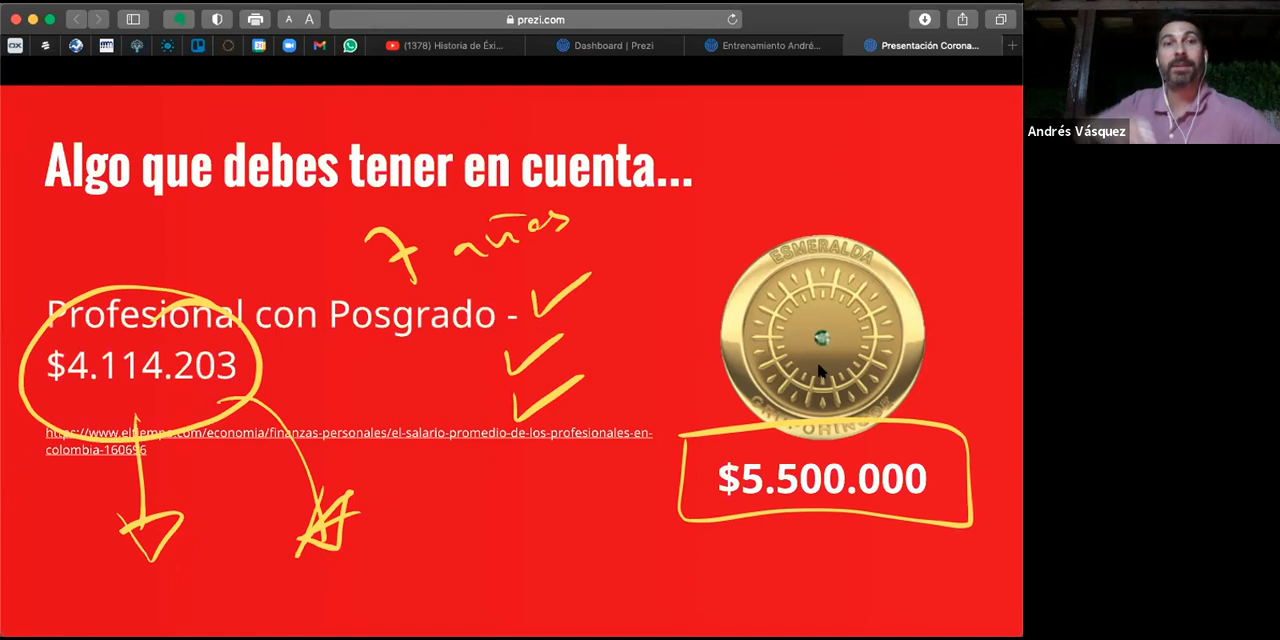 A A
prezi.com
(1378) Historia de Éxi...
Dashboard | Prezi
Entrenamiento André...
Presentación Corona...
Andrés Vásquez
Algo que debes tener en cuenta...
7 años
Profesional con Posgrado -
$4.114.203
https://www.eltiempo.com/economia/finanzas-personales/el-salario-promedio-de-los-profesionales-en-
colombia-160696
ESMERALDA
$5.500.000